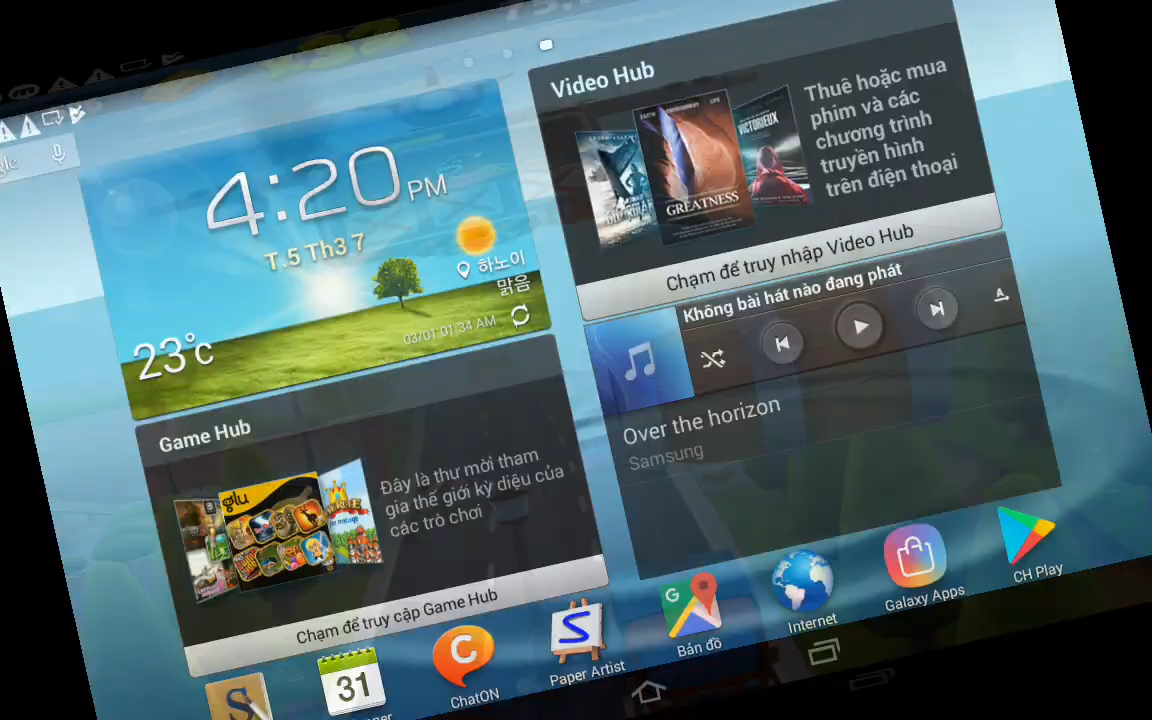 4:20 PM
T.5 Th3 7
하노이
맑음
23°c
03/01 01:34 AM
Video Hub
Thuê hoặc mua
phim và các
chương trình
truyền hình
trên điện thoại
VICTORIEUX
GREATNESS
Chạm để truy nhập Video Hub
Không bài hát nào đang phát
Over the horizon
Samsung
Game Hub
glu
Đây là thư mời tham
gia thế giới kỳ diệu của
các trò chơi
Chạm để truy cập Game Hub
S
31
C
ChatON
S
Paper Artist
G
Bản đồ
Internet
Galaxy Apps
CH Play